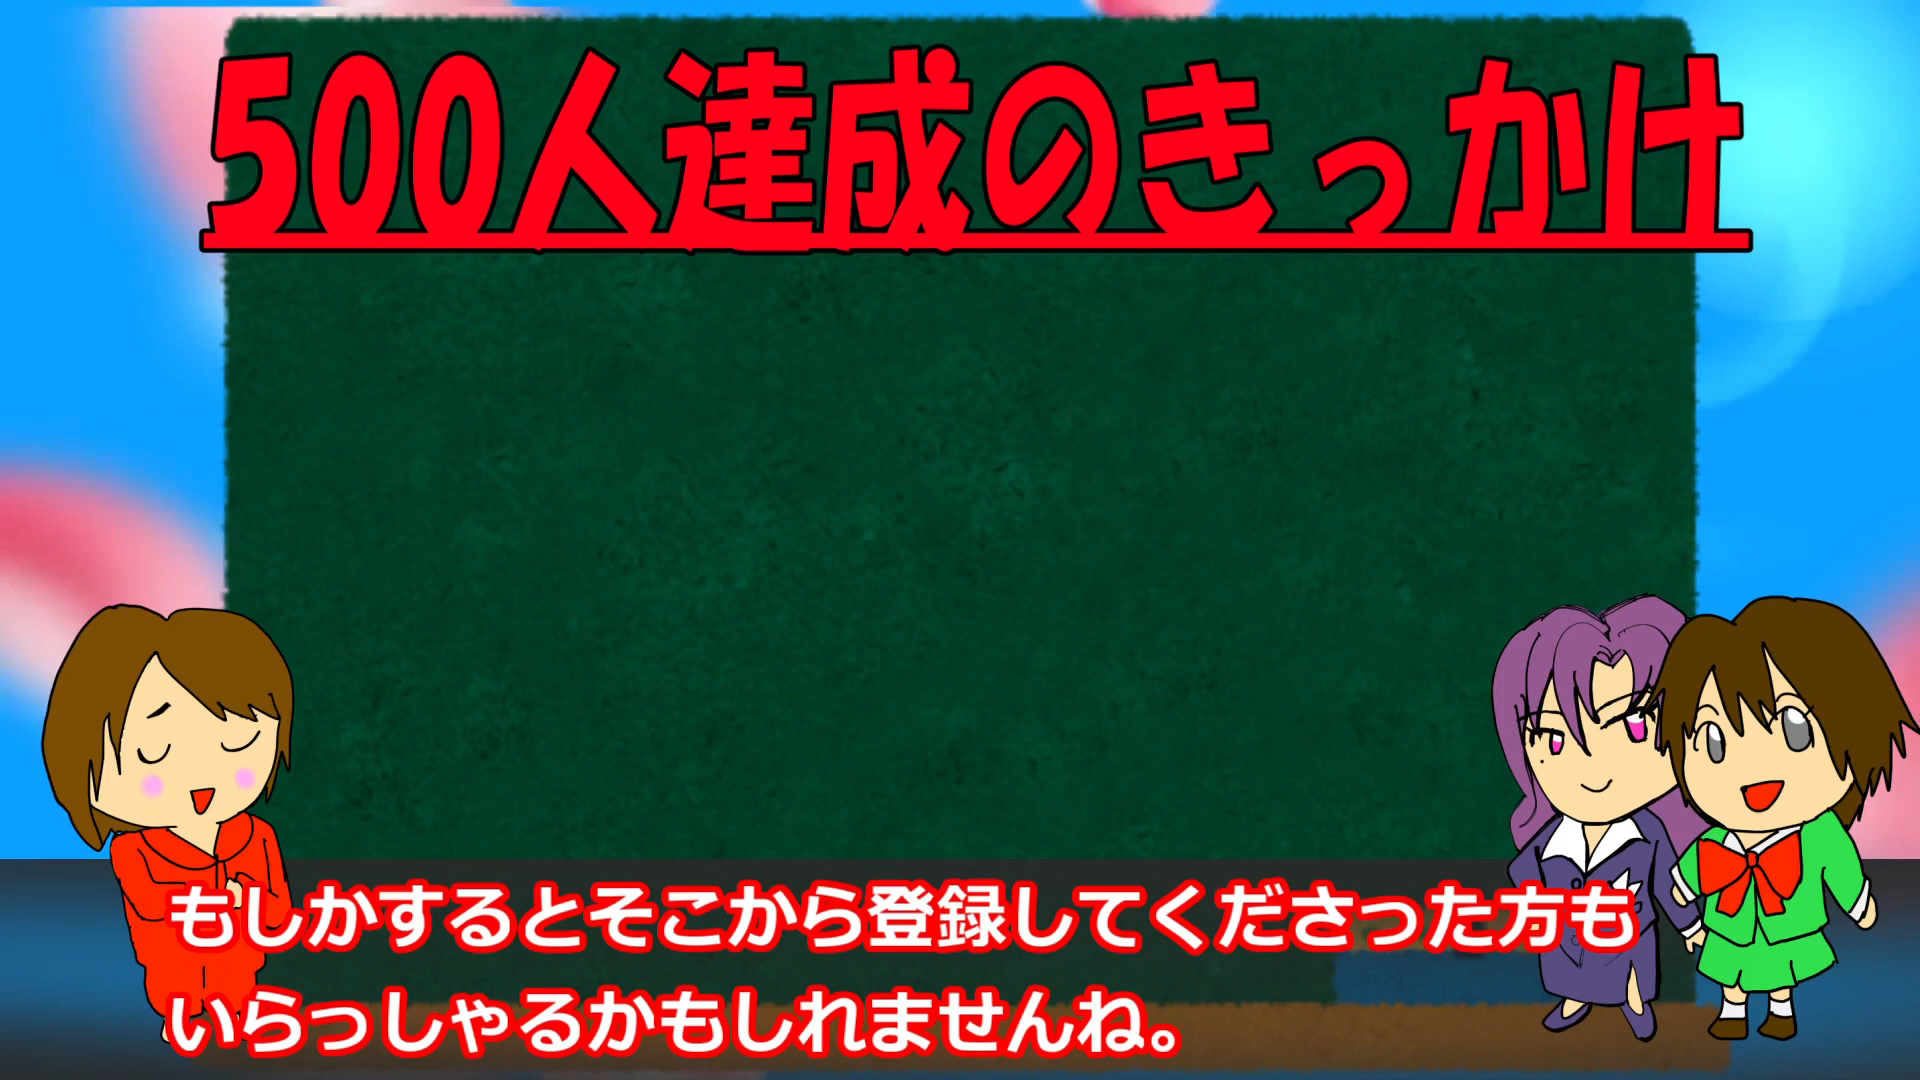 500人達成のきっかけ
もしかするとそこから登録してくださった方も
いらっしゃるかもしれませんね。